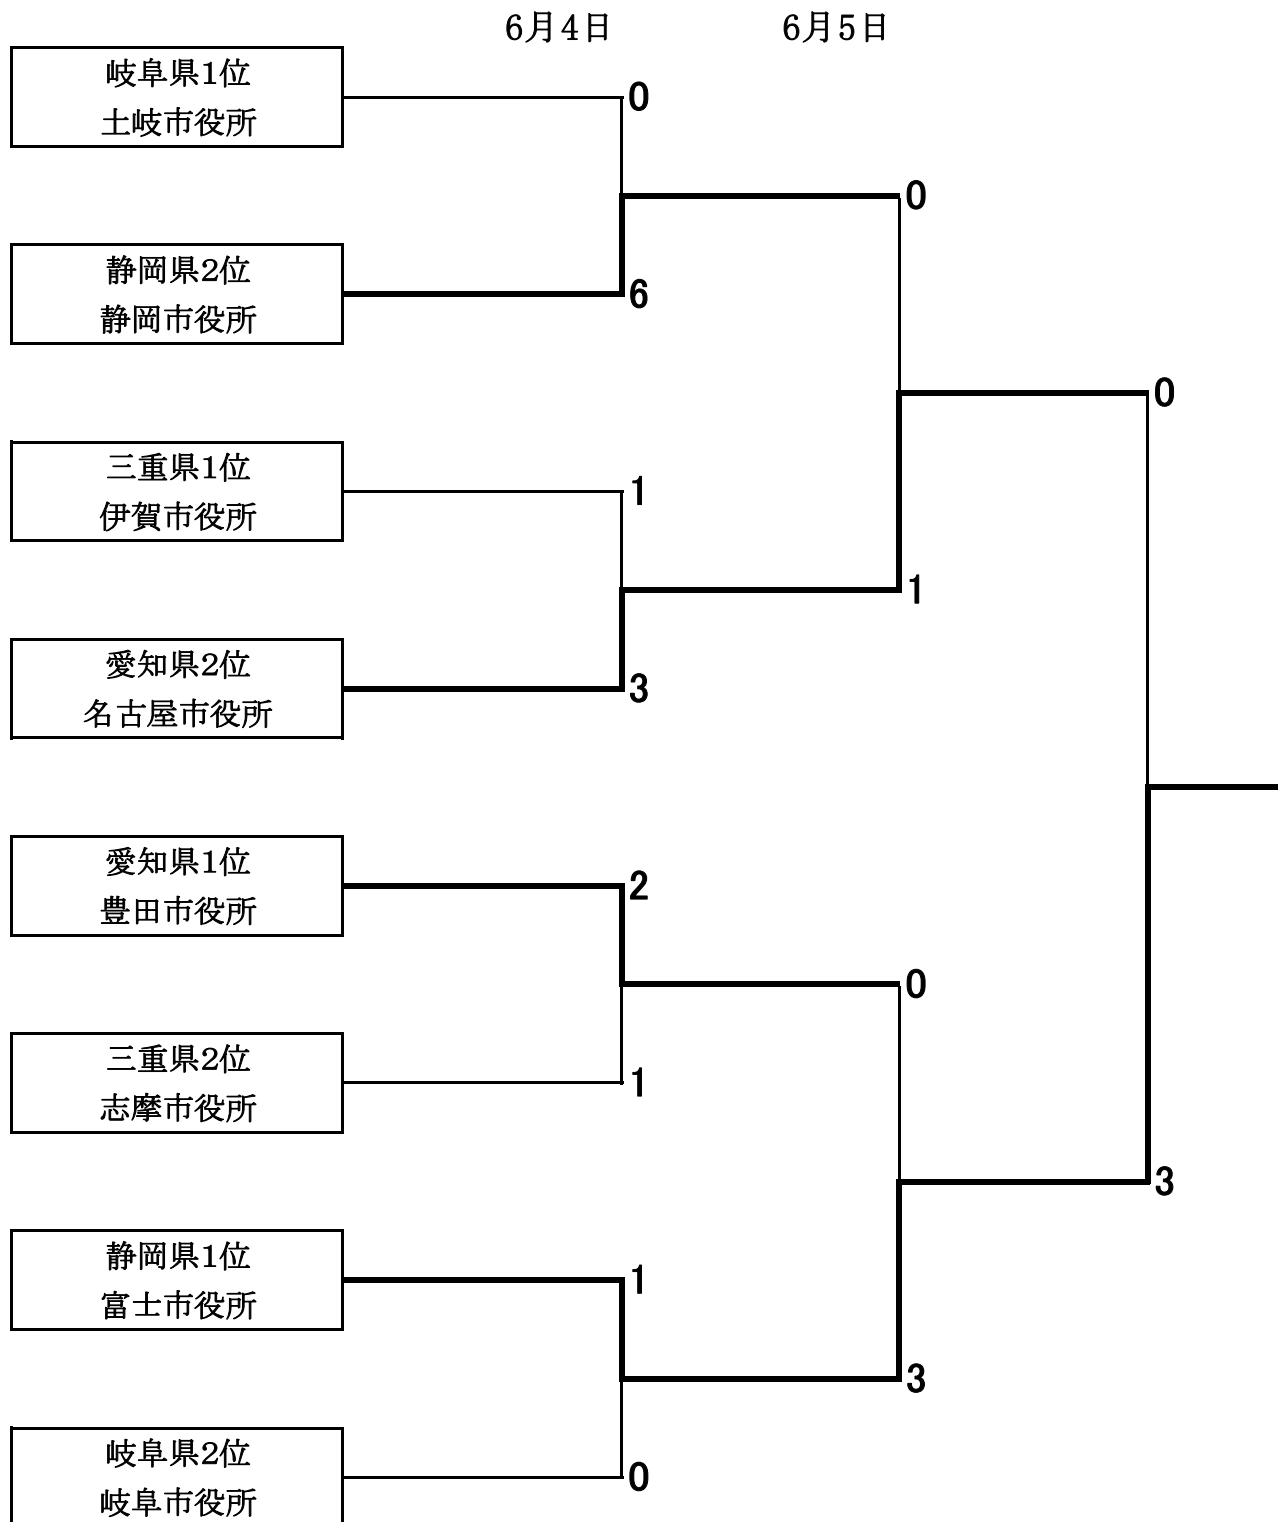 6月4日
6月5日
岐阜県1位
土岐市役所
0
0
静岡県2位
静岡市役所
6
0
三重県1位
伊賀市役所
1
1
愛知県2位
名古屋市役所
3
愛知県1位
豊田市役所
2
0
三重県2位
志摩市役所
1
3
静岡県1位
富士市役所
1
3
岐阜県2位
岐阜市役所
0